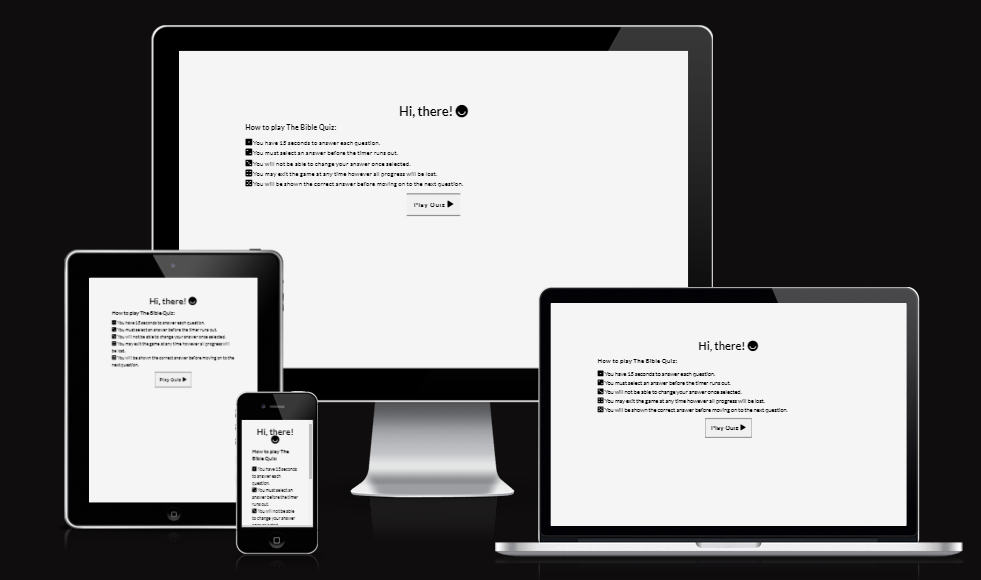 Hi, there!
How to play The Bible Quiz:
You have 15 seconds to answer each question.
You must select an answer before the timer runs out.
You will not be able to change your answer once selected.
You may exit the game at any time however all progress will be lost.
You will be shown the correct answer before moving on to the next question.
Play Quiz
Hi, there!
How to play The Bible Quiz:
You have 15 seconds to answer each question.
You must select an answer before the timer runs out.
You will not be able to change your answer once selected.
You may exit the game at any time however all progress will
be lost.
You will be shown the correct answer before moving on to the
next question.
Play Quiz
Hi, there!
How to play The
Bible Quiz:
You have 15 seconds
to answer each
question.
You must select an
answer before the timer
runs out.
You will not be able
to change your answer
Hi, there!
How to play The Bible Quiz:
You have 15 seconds to answer each question.
You must select an answer before the timer runs out.
You will not be able to change your answer once selected.
You may exit the game at any time however all progress will be lost.
You will be shown the correct answer before moving on to the next question.
Play Quiz